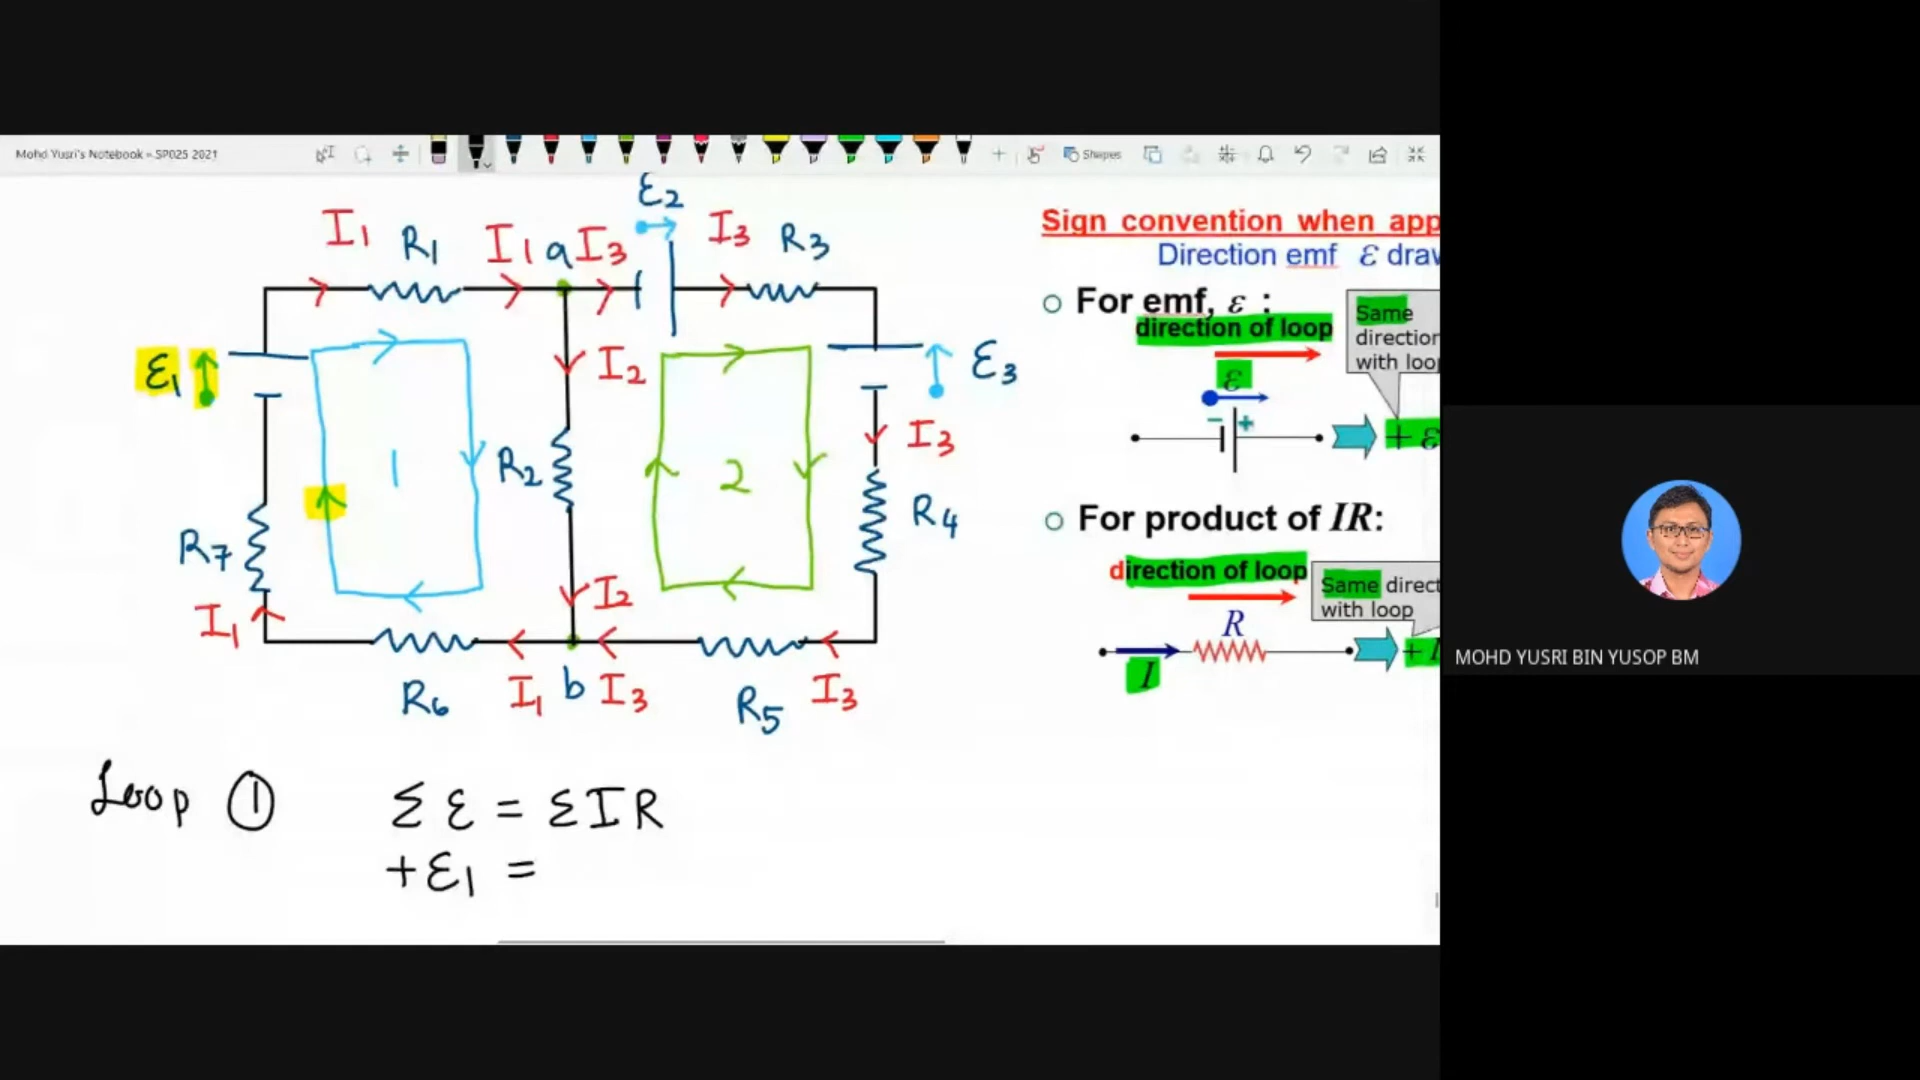 Mohd Yusri's Notebook – SP025 2021
Shapes
ε2
I1 R1 I1 a I3 I3 R3
ε1
I2
ε3
I3
1
R2
2
R4
R7
I1
I2
R6 I1 b I3 R5 I3
Loop ① Σ ε = Σ I R
+ε1 =
Sign convention when app
Direction emf ε draw
For emf, ε :
direction of loop
Same
direction
with loop
ε
− +
+ ε
For product of IR:
direction of loop
Same direct
with loop
R
I
+ I
MOHD YUSRI BIN YUSOP BM